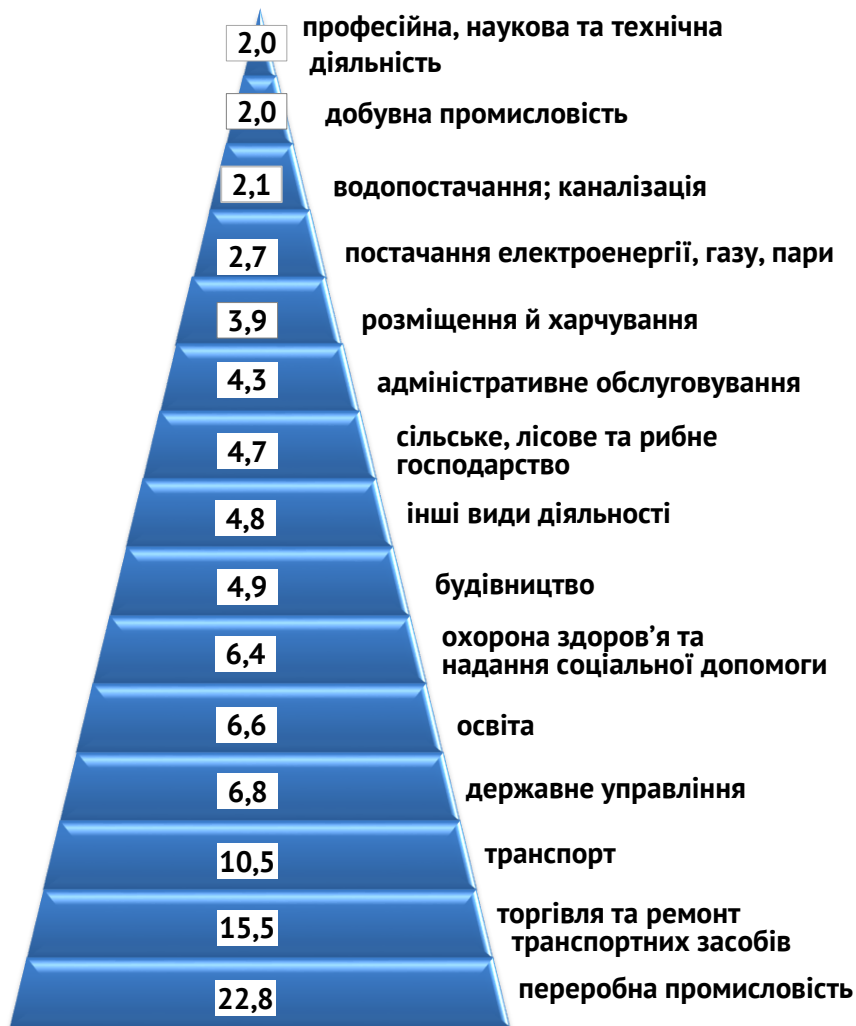 2,0 професійна, наукова та технічна
діяльність
2,0 добувна промисловість
2,1 водопостачання; каналізація
2,7 постачання електроенергії, газу, пари
3,9 розміщення й харчування
4,3 адміністративне обслуговування
4,7 сільське, лісове та рибне
господарство
4,8 інші види діяльності
4,9 будівництво
6,4 охорона здоров’я та
надання соціальної допомоги
6,6 освіта
6,8 державне управління
10,5 транспорт
15,5 торгівля та ремонт
транспортних засобів
22,8 переробна промисловість